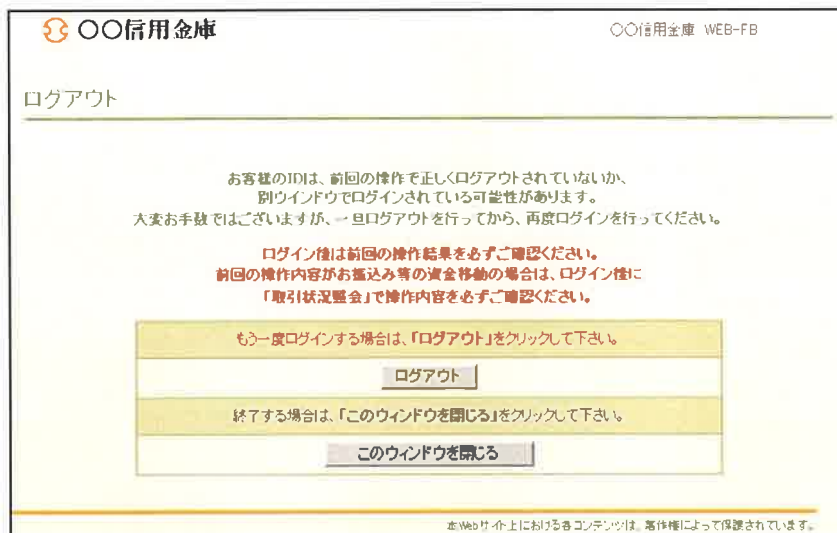 〇〇信用金庫
〇〇信用金庫 WEB-FB
ログアウト
お客様のIDは、前回の操作で正しくログアウトされていないか、
別ウインドウでログインされている可能性があります。
大変お手数ではございますが、一旦ログアウトを行ってから、再度ログインを行ってください。
ログイン後は前回の操作結果を必ずご確認ください。
前回の操作内容がお振込み等の資金移動の場合は、ログイン後に
「取引状況照会」で操作内容を必ずご確認ください。
もう一度ログインする場合は、「ログアウト」をクリックして下さい。
ログアウト
終了する場合は、「このウィンドウを閉じる」をクリックして下さい。
このウィンドウを閉じる
本Webサイト上における各コンテンツは、著作権によって保護されています。